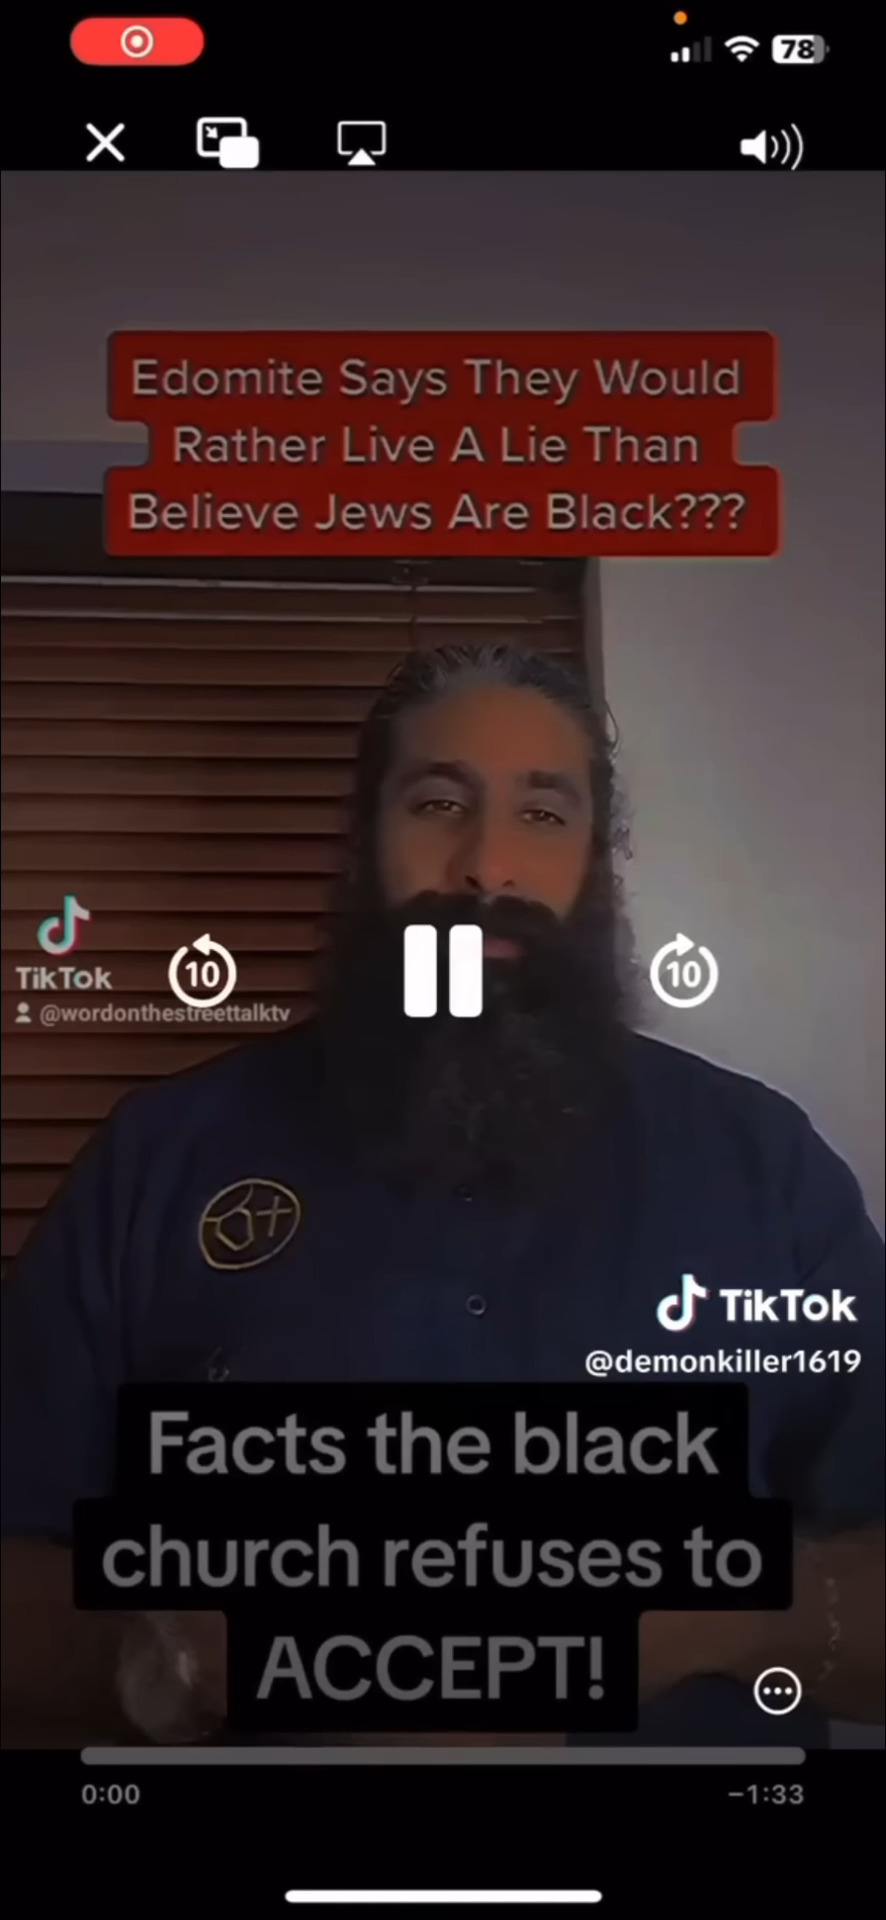 78
Edomite Says They Would
Rather Live A Lie Than
Believe Jews Are Black???
TikTok
@wordonthestreettalktv
10
10
TikTok
@demonkiller1619
Facts the black
church refuses to
ACCEPT!
0:00
−1:33